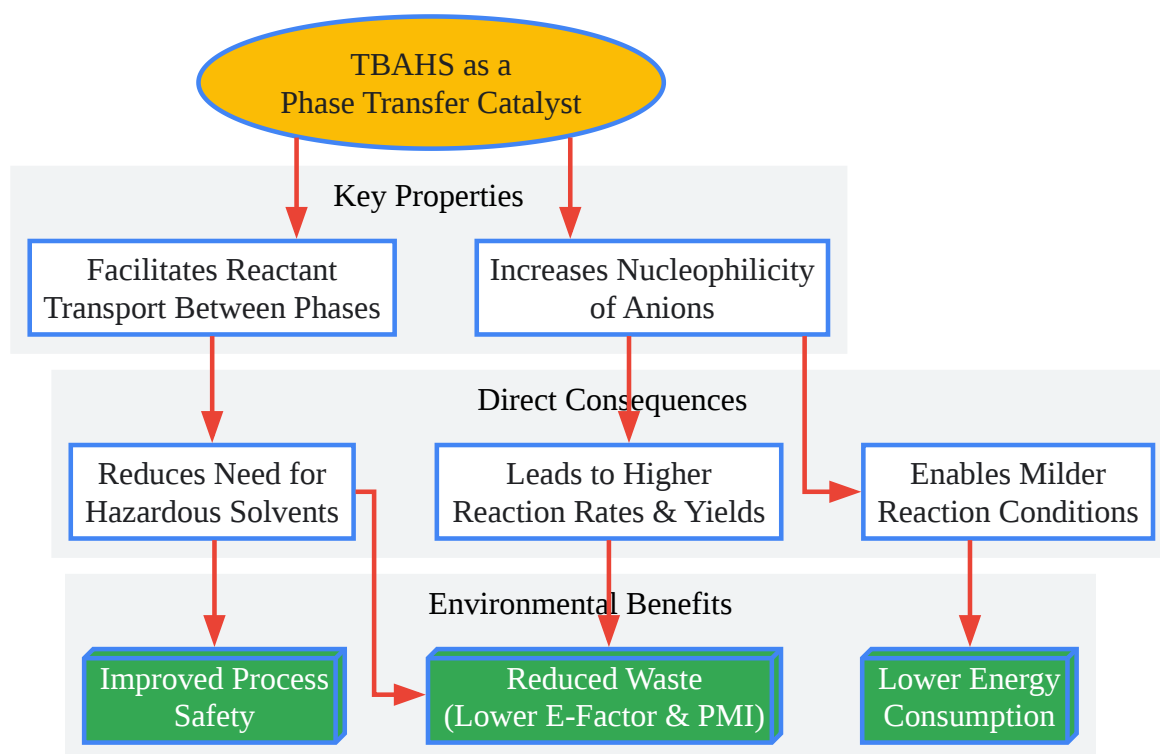 TBAHS as a
Phase Transfer Catalyst
Key Properties
Facilitates Reactant
Transport Between Phases
Increases Nucleophilicity
of Anions
Direct Consequences
Reduces Need for
Hazardous Solvents
Leads to Higher
Reaction Rates & Yields
Enables Milder
Reaction Conditions
Environmental Benefits
Improved Process
Safety
Reduced Waste
(Lower E-Factor & PMI)
Lower Energy
Consumption